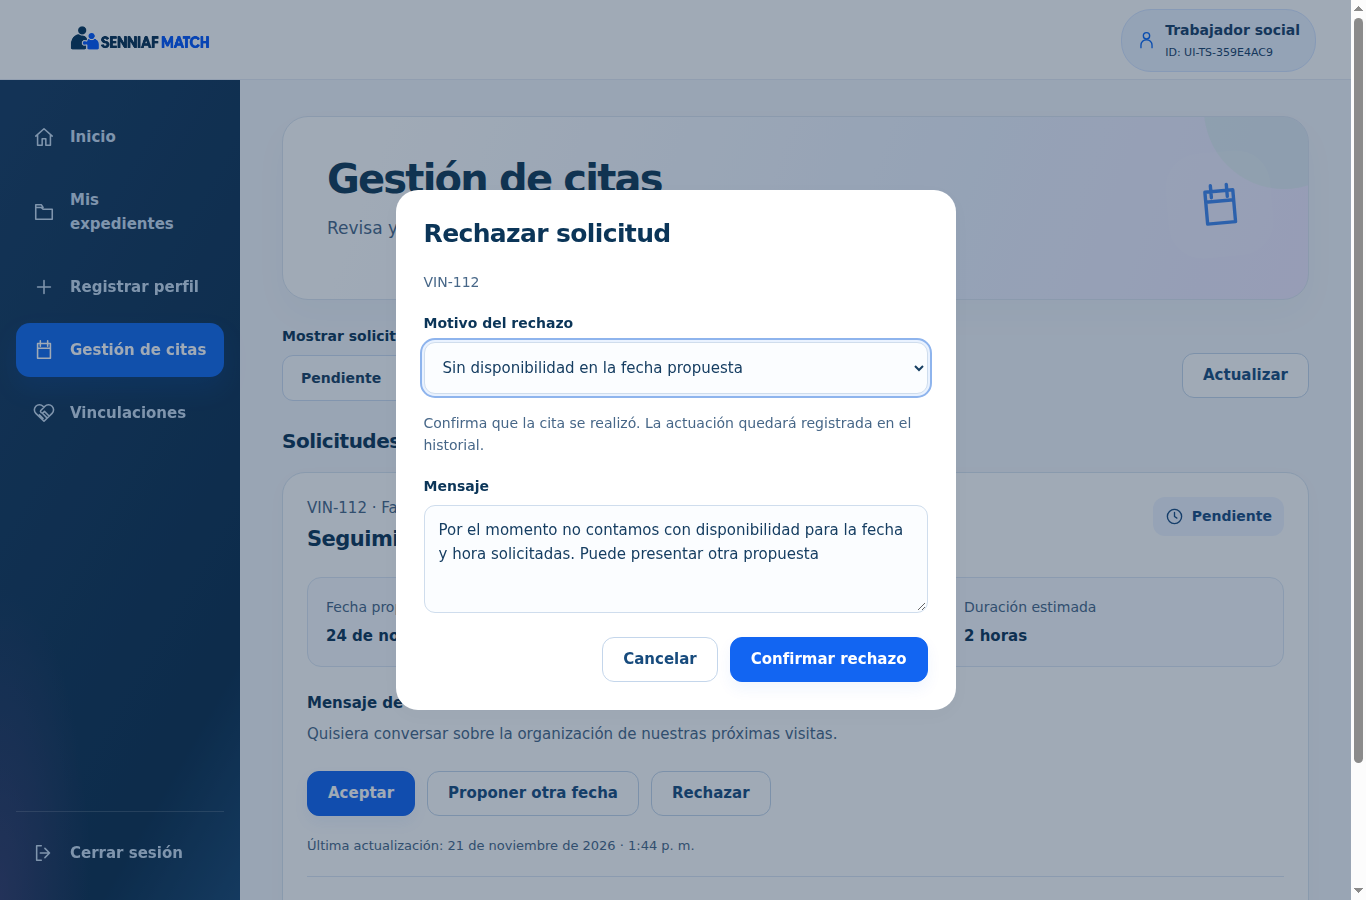 SENNIAF MATCH
Trabajador social
ID: UI-TS-359E4AC9
Inicio
Mis
expedientes
Registrar perfil
Gestión de citas
Vinculaciones
Cerrar sesión
Gestión de citas
Revisa y
Mostrar solicit
Pendiente
Actualizar
Solicitudes
VIN-112 · Fa
Pendiente
Seguimi
Fecha pro
24 de no
Duración estimada
2 horas
Mensaje de
Quisiera conversar sobre la organización de nuestras próximas visitas.
Aceptar
Proponer otra fecha
Rechazar
Última actualización: 21 de noviembre de 2026 · 1:44 p. m.
Rechazar solicitud
VIN-112
Motivo del rechazo
Sin disponibilidad en la fecha propuesta
Confirma que la cita se realizó. La actuación quedará registrada en el
historial.
Mensaje
Por el momento no contamos con disponibilidad para la fecha
y hora solicitadas. Puede presentar otra propuesta
Cancelar
Confirmar rechazo